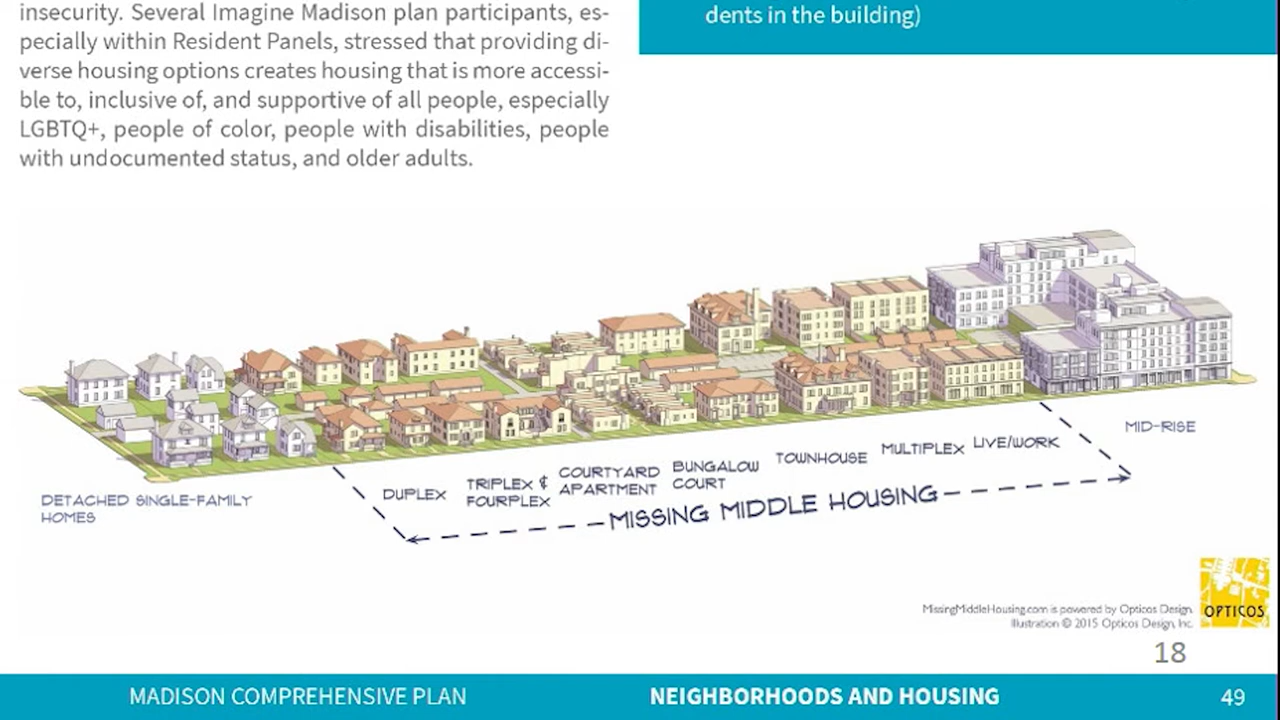 insecurity. Several Imagine Madison plan participants, es-
pecially within Resident Panels, stressed that providing di-
verse housing options creates housing that is more accessi-
ble to, inclusive of, and supportive of all people, especially
LGBTQ+, people of color, people with disabilities, people
with undocumented status, and older adults.
dents in the building)
DETACHED SINGLE-FAMILY
HOMES
DUPLEX
TRIPLEX &
FOURPLEX
COURTYARD
APARTMENT
BUNGALOW
COURT
TOWNHOUSE
MULTIPLEX
LIVE/WORK
MID-RISE
MISSING MIDDLE HOUSING
MissingMiddleHousing.com is powered by Opticos Design.
Illustration © 2015 Opticos Design, Inc.
OPTICOS
18
MADISON COMPREHENSIVE PLAN
NEIGHBORHOODS AND HOUSING
49